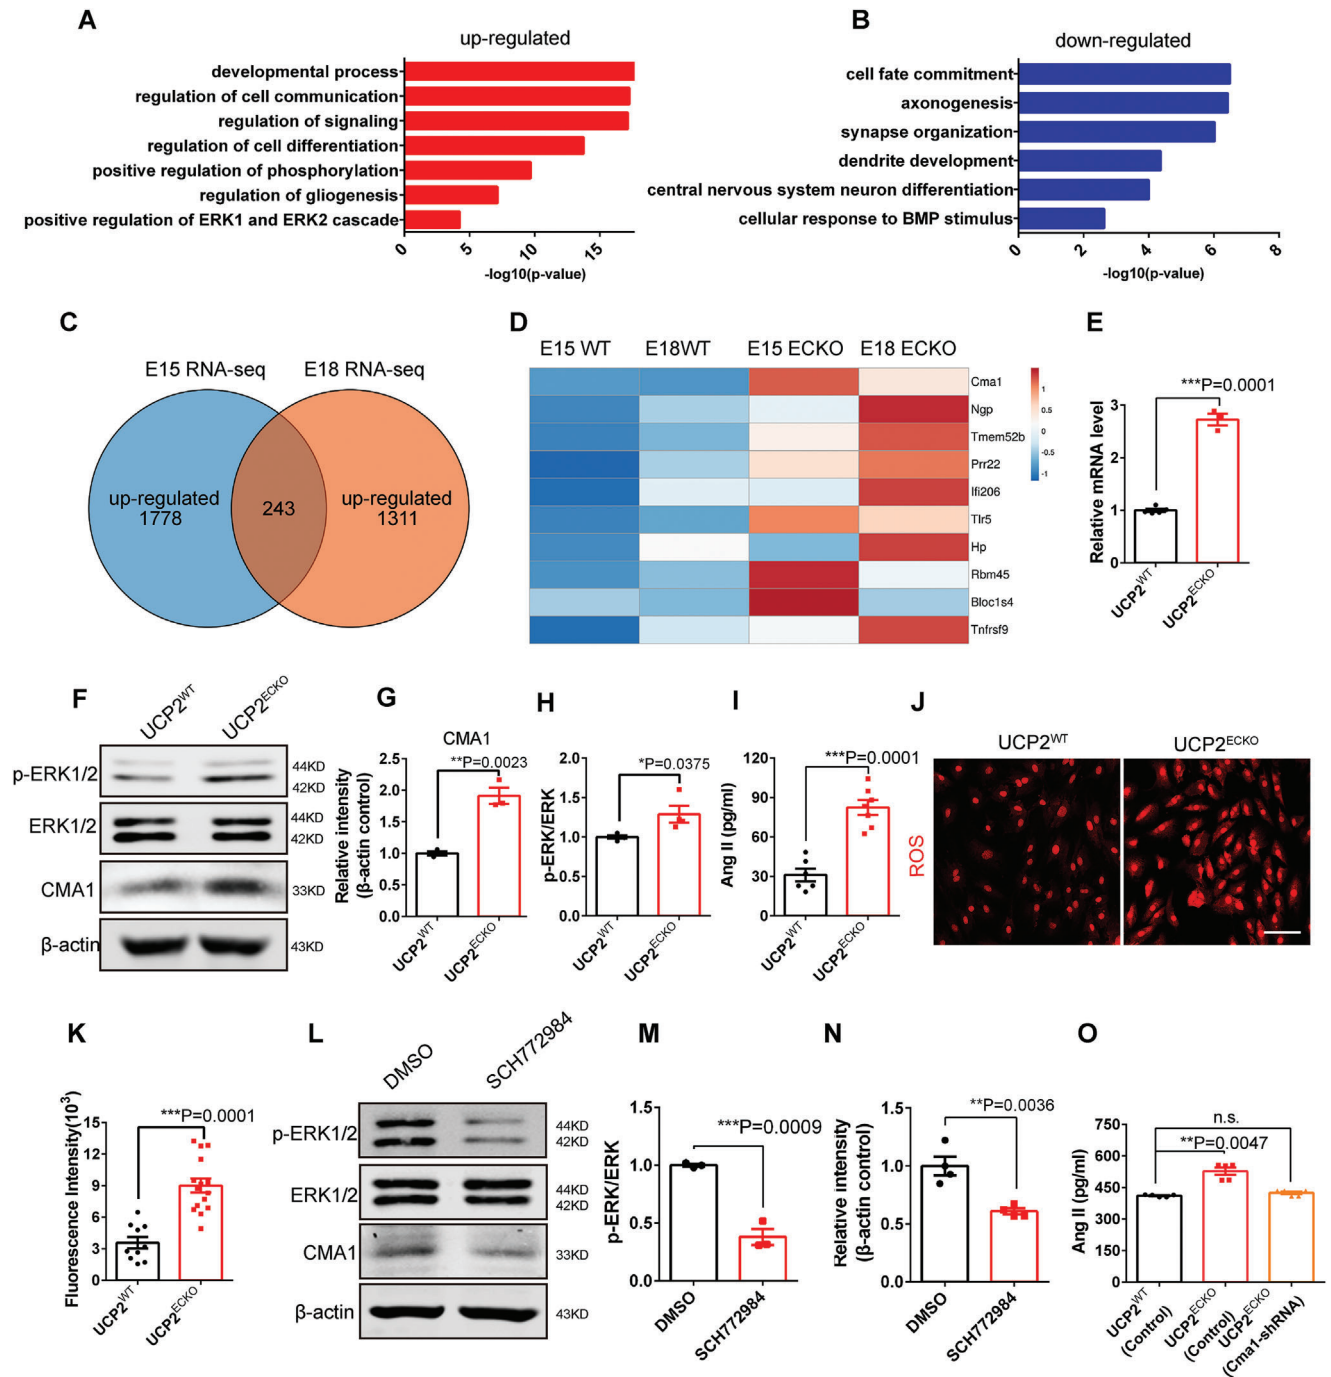 A
up-regulated
developmental process
regulation of cell communication
regulation of signaling
regulation of cell differentiation
positive regulation of phosphorylation
regulation of gliogenesis
positive regulation of ERK1 and ERK2 cascade
0 5 10 15
-log10(p-value)
B
down-regulated
cell fate commitment
axonogenesis
synapse organization
dendrite development
central nervous system neuron differentiation
cellular response to BMP stimulus
0 2 4 6 8
-log10(p-value)
C
E15 RNA-seq E18 RNA-seq
up-regulated
1778
243
up-regulated
1311
D
E15 WT E18WT E15 ECKO E18 ECKO
Cma1
Ngp
Tmem52b
Prr22
Ifi206
Tlr5
Hp
Rbm45
Bloc1s4
Tnfrsf9
1
0.5
0
-0.5
-1
E
***P=0.0001
Relative mRNA level
3
2
1
0
UCP2WT UCP2ECKO
F
UCP2WT UCP2ECKO
p-ERK1/2 44KD
42KD
ERK1/2 44KD
42KD
CMA1 33KD
β-actin 43KD
G
CMA1
**P=0.0023
Relative intensity
(β-actin control)
2.5
2.0
1.5
1.0
0.5
0.0
UCP2WT UCP2ECKO
H
*P=0.0375
p-ERK/ERK
2.0
1.5
1.0
0.5
0.0
UCP2WT UCP2ECKO
I
***P=0.0001
Ang II (pg/ml)
120
90
60
30
0
UCP2WT UCP2ECKO
J
UCP2WT UCP2ECKO
ROS
K
***P=0.0001
Fluorescence Intensity(10³)
15
12
9
6
3
0
UCP2WT UCP2ECKO
L
DMSO SCH772984
p-ERK1/2 44KD
42KD
ERK1/2 44KD
42KD
CMA1 33KD
β-actin 43KD
M
***P=0.0009
p-ERK/ERK
1.5
1.0
0.5
0.0
DMSO SCH772984
N
**P=0.0036
Relative intensity
(β-actin control)
1.5
1.0
0.5
0.0
DMSO SCH772984
O
n.s.
**P=0.0047
Ang II (pg/ml)
750
600
450
300
150
0
UCP2WT
(Control)
UCP2ECKO
(Control)
UCP2ECKO
(Cma1-shRNA)